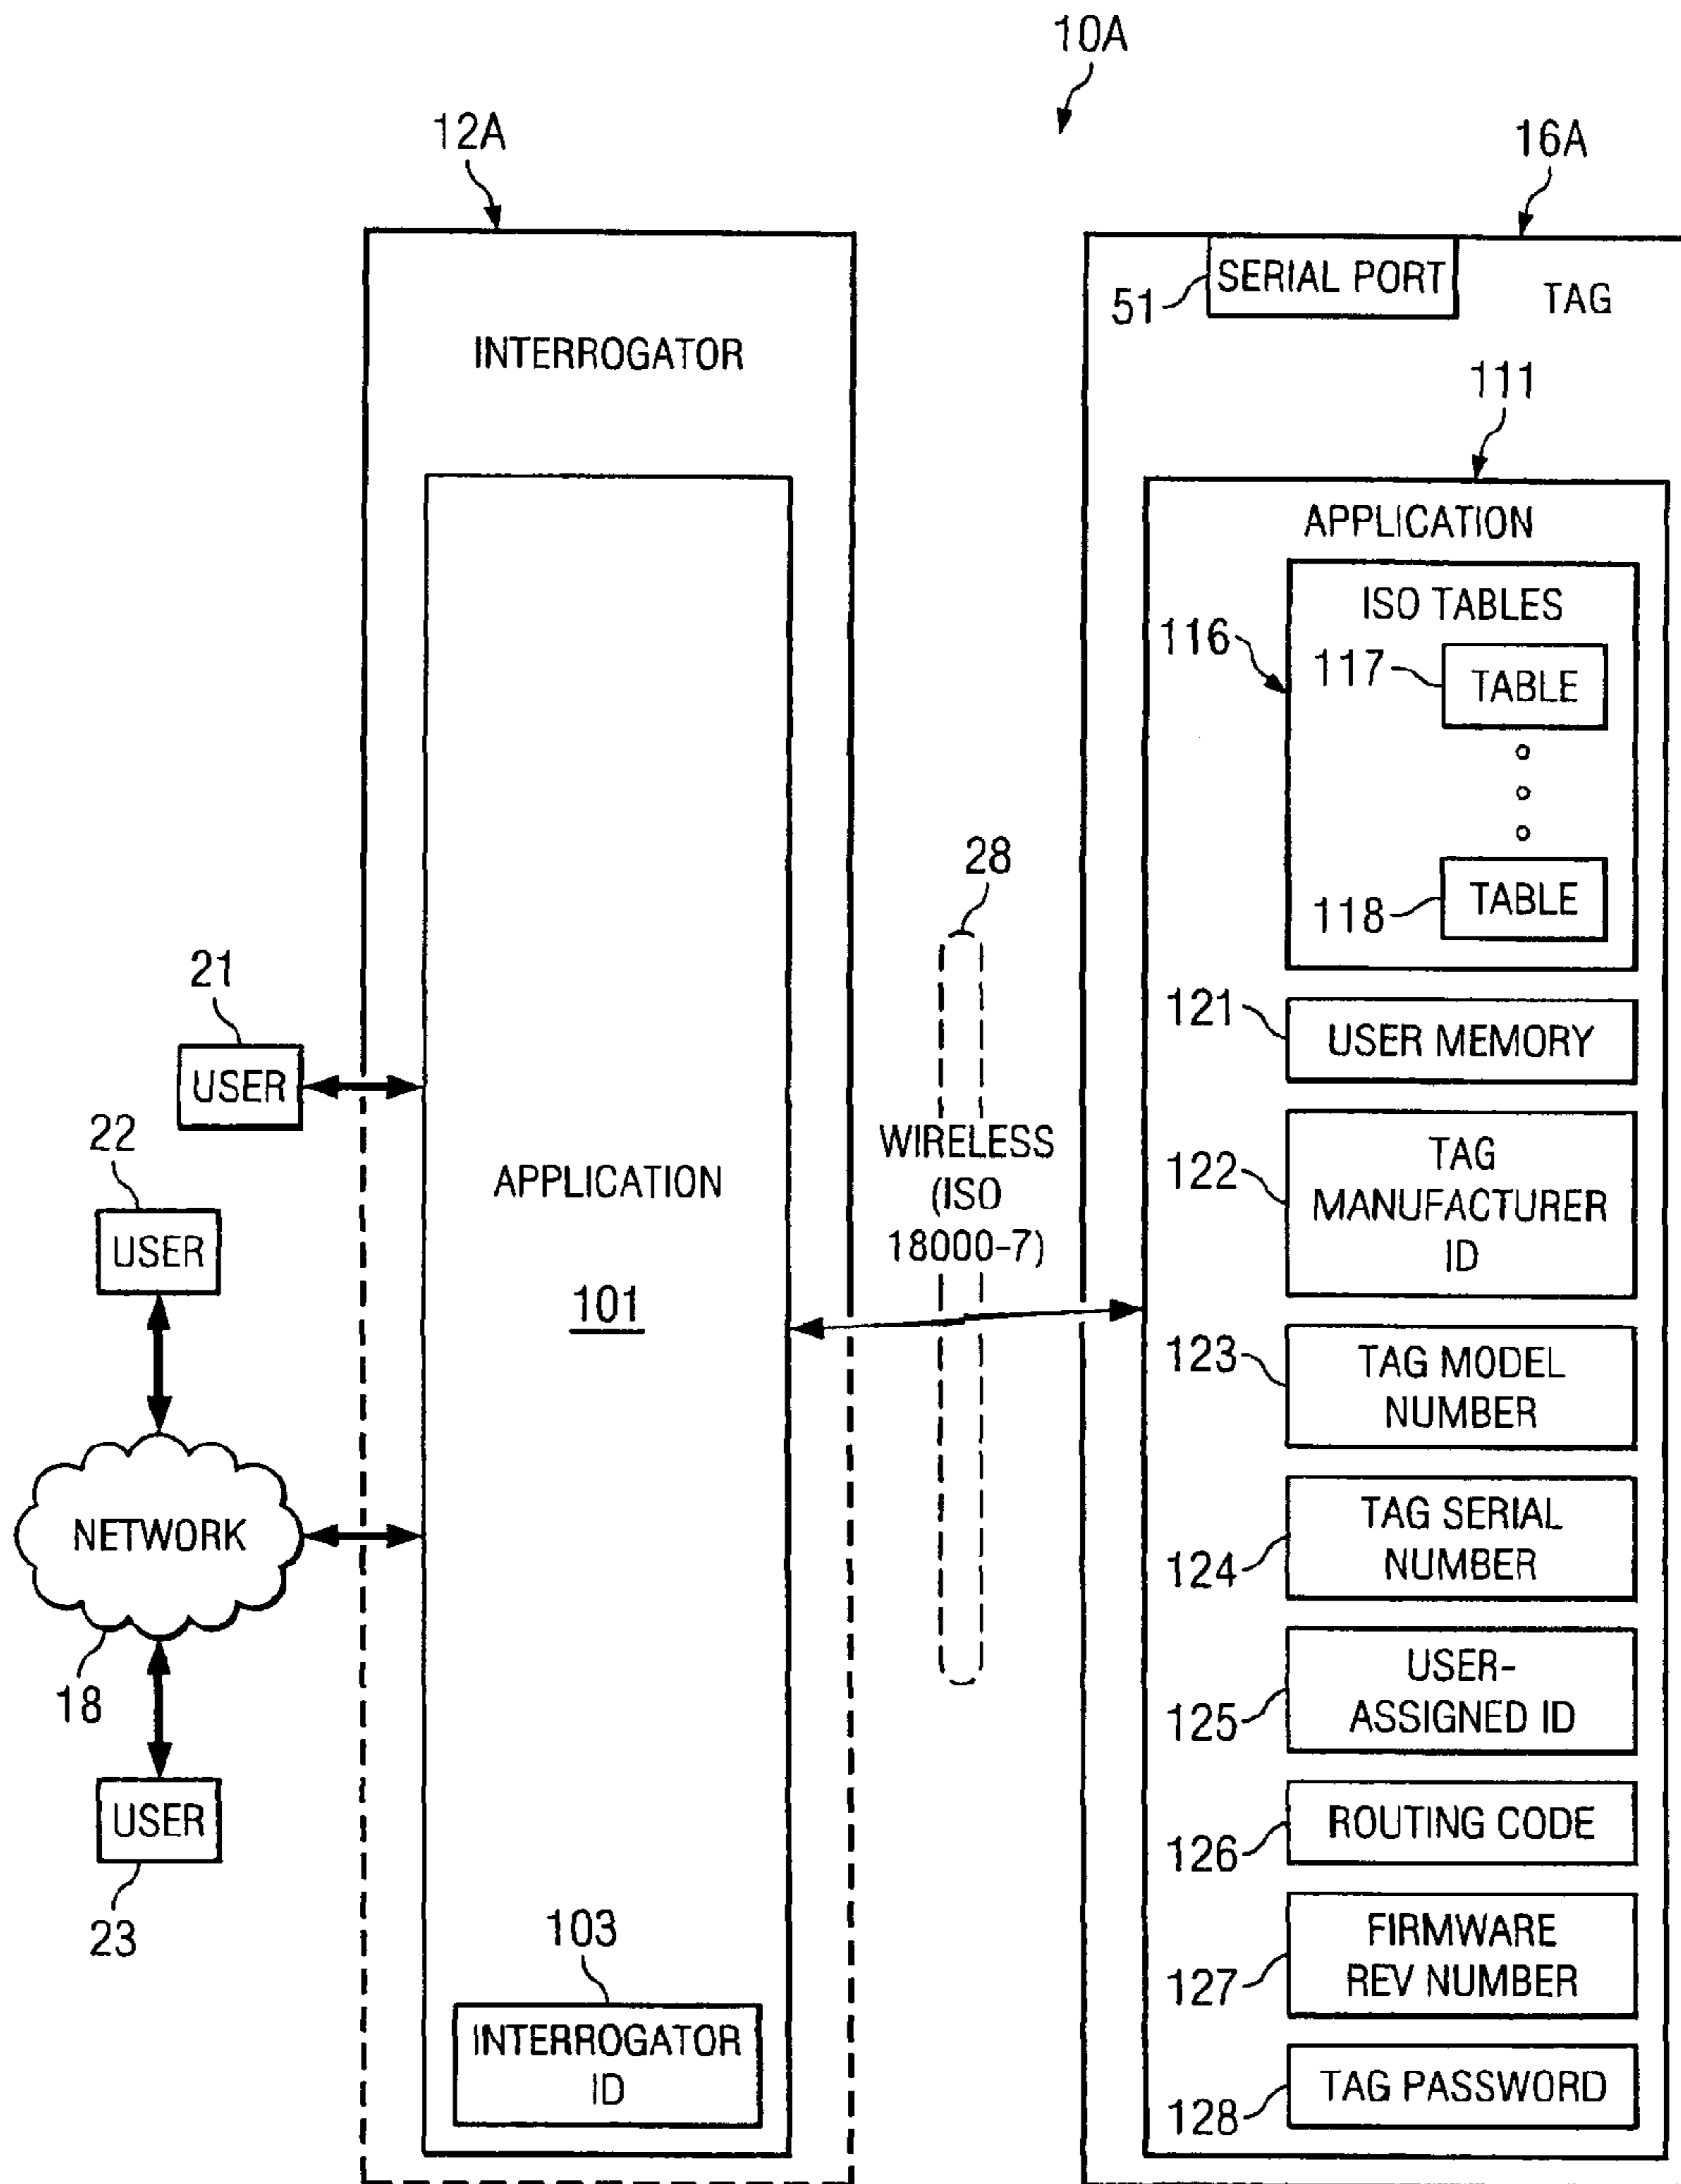 10A
12A
16A
SERIAL PORT
51
TAG
INTERROGATOR
111
APPLICATION
ISO TABLES
116
117
TABLE
28
118
TABLE
21
USER
121
USER MEMORY
22
USER
APPLICATION
101
WIRELESS
(ISO
18000-7)
122
TAG
MANUFACTURER
ID
123
TAG MODEL
NUMBER
NETWORK
18
124
TAG SERIAL
NUMBER
125
USER-
ASSIGNED ID
USER
23
126
ROUTING CODE
103
INTERROGATOR
ID
127
FIRMWARE
REV NUMBER
128
TAG PASSWORD